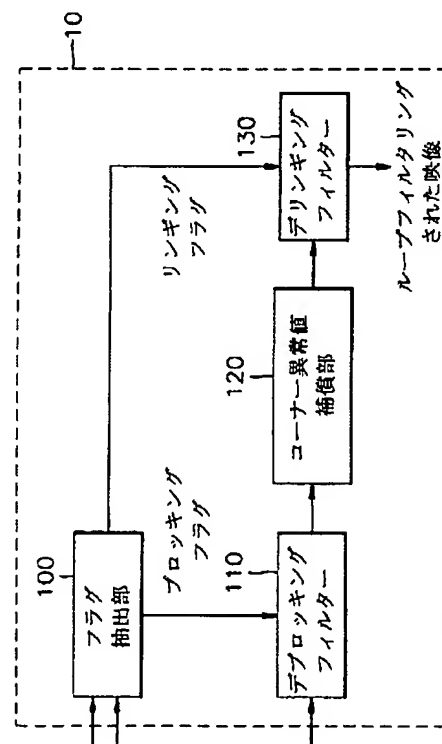 10
100
フラグ
抽出部
リンギング
フラグ
ブロッキング
フラグ
110
デブロッキング
フィルター
120
コーナー異常値
補償部
130
デリンギング
フィルター
ループフィルタリング
された映像